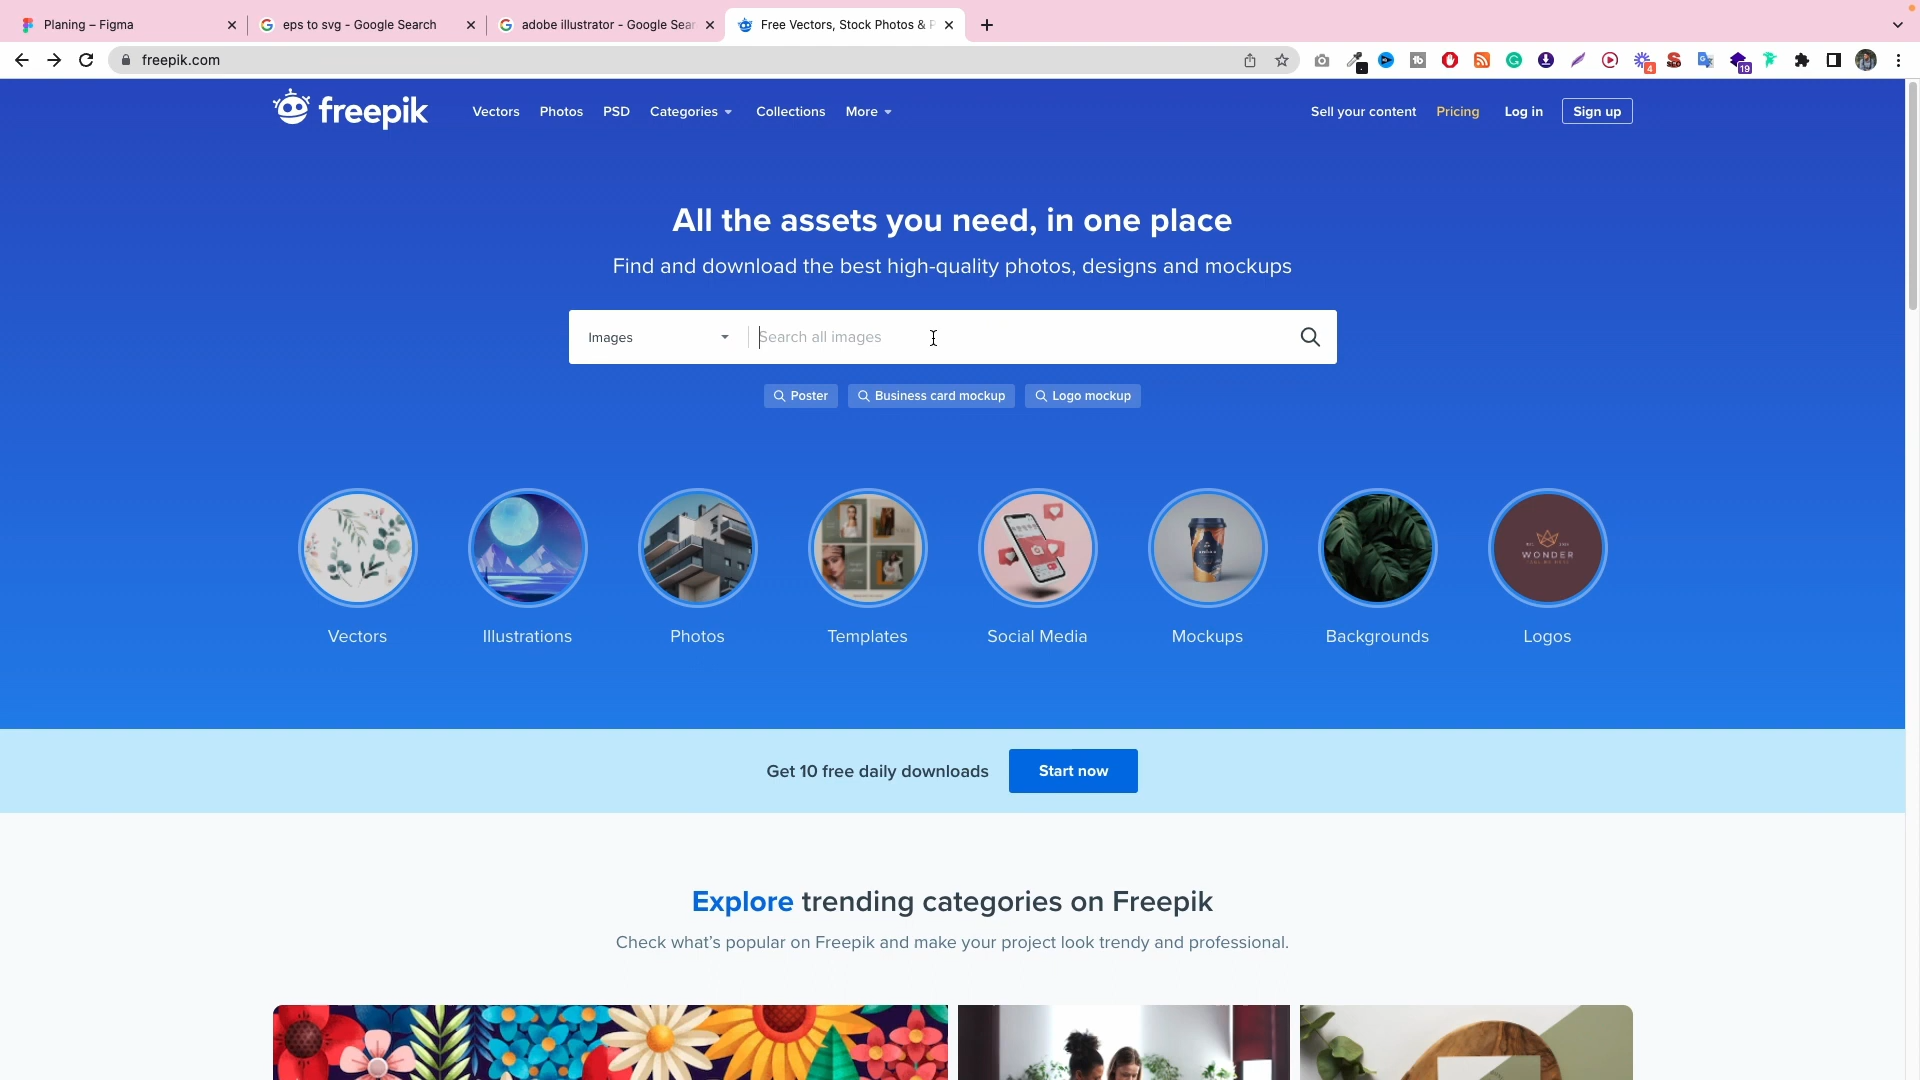 Planing – Figma
eps to svg - Google Search
adobe illustrator - Google Sear
Free Vectors, Stock Photos & P
freepik.com
4
19
freepik
Vectors
Photos
PSD
Categories
Collections
More
Sell your content
Pricing
Log in
Sign up
All the assets you need, in one place
Find and download the best high-quality photos, designs and mockups
Images
Search all images
Poster
Business card mockup
Logo mockup
WONDER
Vectors
Illustrations
Photos
Templates
Social Media
Mockups
Backgrounds
Logos
Get 10 free daily downloads
Start now
Explore trending categories on Freepik
Check what's popular on Freepik and make your project look trendy and professional.